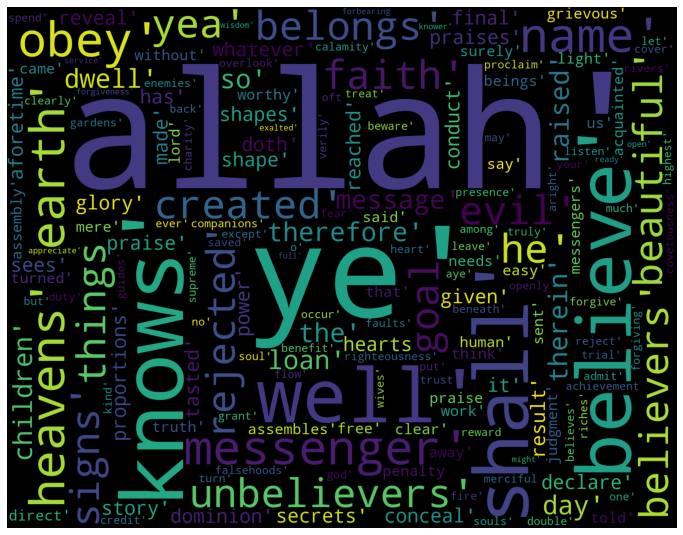 grievous'
spend'
reveal'
yea'
belongs'
final'
forbearing
wisdom'
knower'
let'
obey'
came'
without'
whatever'
praises'
calamity'
surely'
name'
light'
cover'
rivers'
clearly'
service'
forgiveness'
dwell'
enemies'
so'
faith'
overlook'
proclaim'
beings'
aforetime'
has'
back'
shapes'
worthy'
oft'
treat'
us'
acquainted'
gardens'
made'
lord'
charity'
shape'
doth'
exalted'
verily'
beware'
may'
your'
open'
ready'
highest'
allah'
raised'
earth'
reached'
conduct'
say'
listen'
assembly'
glory'
created'
message'
evil'
presence'
aright'
believe'
beautiful'
mere'
ever'
companions'
fear
said'
among'
truly'
messengers'
much'
covetousness'
praise'
except'
therefore'
he'
sees'
turned'
things'
saved'
heart'
leave'
needs'
easy'
therein'
forgive'
appreciate'
supreme'
o'
full'
aye'
openly'
forgiving'
but'
duty'
guides'
power'
ye'
that'
goal'
given'
sent'
beneath'
no'
occur'
faults'
human'
reject'
trial'
heavens'
knows'
rejected
the'
benefit'
hearts
think'
it'
admit'
children'
signs'
proportions'
tasted'
soul'
loan'
righteousness'
put'
shall'
result'
achievement
kind'
flow'
well'
wives'
trust'
praise
work'
believes'
riches'
believers
truth'
grant'
assembles'
free'
clear'
reward
judgment'
might'
messenger'
away'
direct'
story'
turn'
falsehoods'
god'
penalty
merciful
declare'
one'
unbelievers'
fire'
credit'
dominion'
secrets'
conceal'
souls'
double'
day'
told'